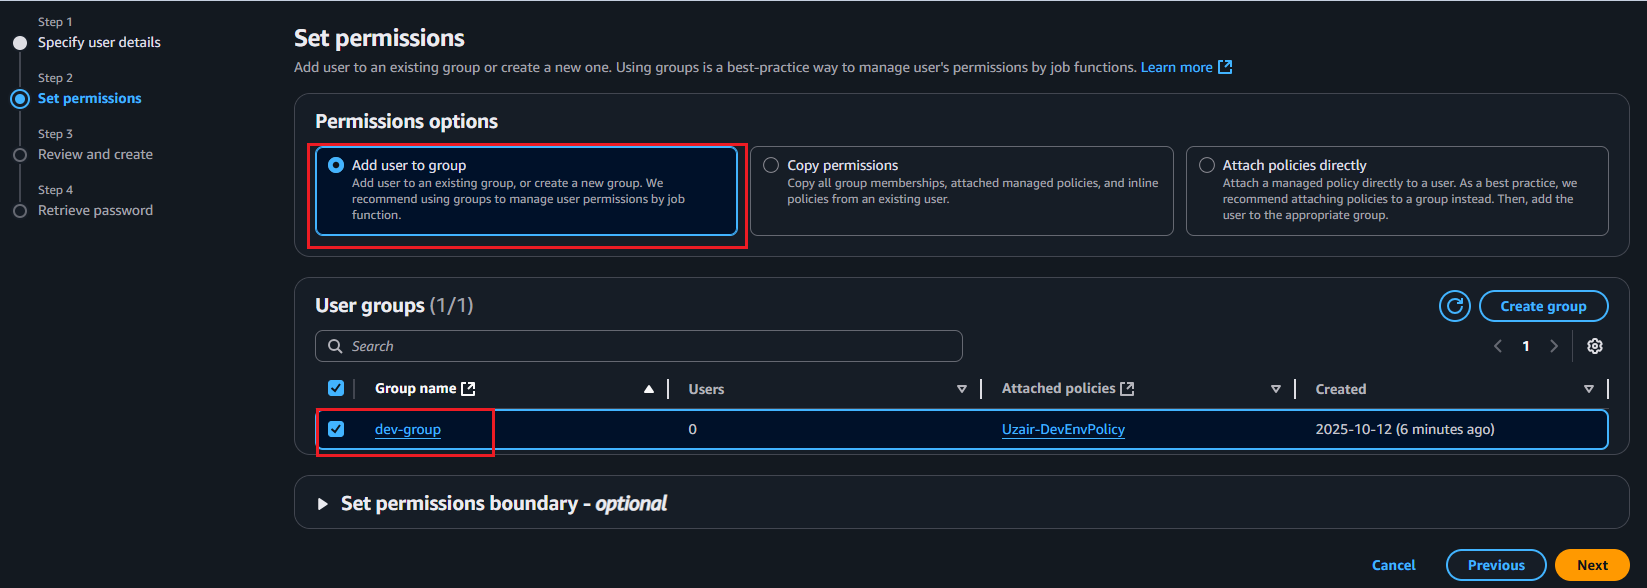 Step 1
Specify user details
Step 2
Set permissions
Step 3
Review and create
Step 4
Retrieve password
Set permissions
Add user to an existing group or create a new one. Using groups is a best-practice way to manage user's permissions by job functions. Learn more
Permissions options
Add user to group
Add user to an existing group, or create a new group. We
recommend using groups to manage user permissions by job
function.
Copy permissions
Copy all group memberships, attached managed policies, and inline
policies from an existing user.
Attach policies directly
Attach a managed policy directly to a user. As a best practice, we
recommend attaching policies to a group instead. Then, add the
user to the appropriate group.
User groups (1/1)
Create group
Search
1
Group name Users Attached policies Created
dev-group 0 Uzair-DevEnvPolicy 2025-10-12 (6 minutes ago)
Set permissions boundary - optional
Cancel Previous Next